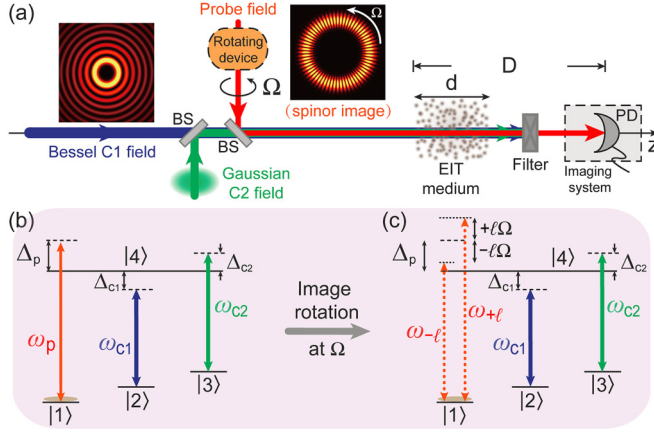 (a)
Probe field
Rotating
device
Ω
Ω
(spinor image)
D
d
BS
BS
Bessel C1 field
Gaussian
C2 field
EIT
medium
Filter
PD
Imaging
system
Z
(b)
Δp
|4⟩
ΔC1
ΔC2
ωp
ωC1
ωC2
|1⟩
|2⟩
|3⟩
Image
rotation
at Ω
(c)
+ℓΩ
−ℓΩ
Δp
|4⟩
ΔC1
ΔC2
ω−ℓ
ω+ℓ
ωC1
ωC2
|1⟩
|2⟩
|3⟩